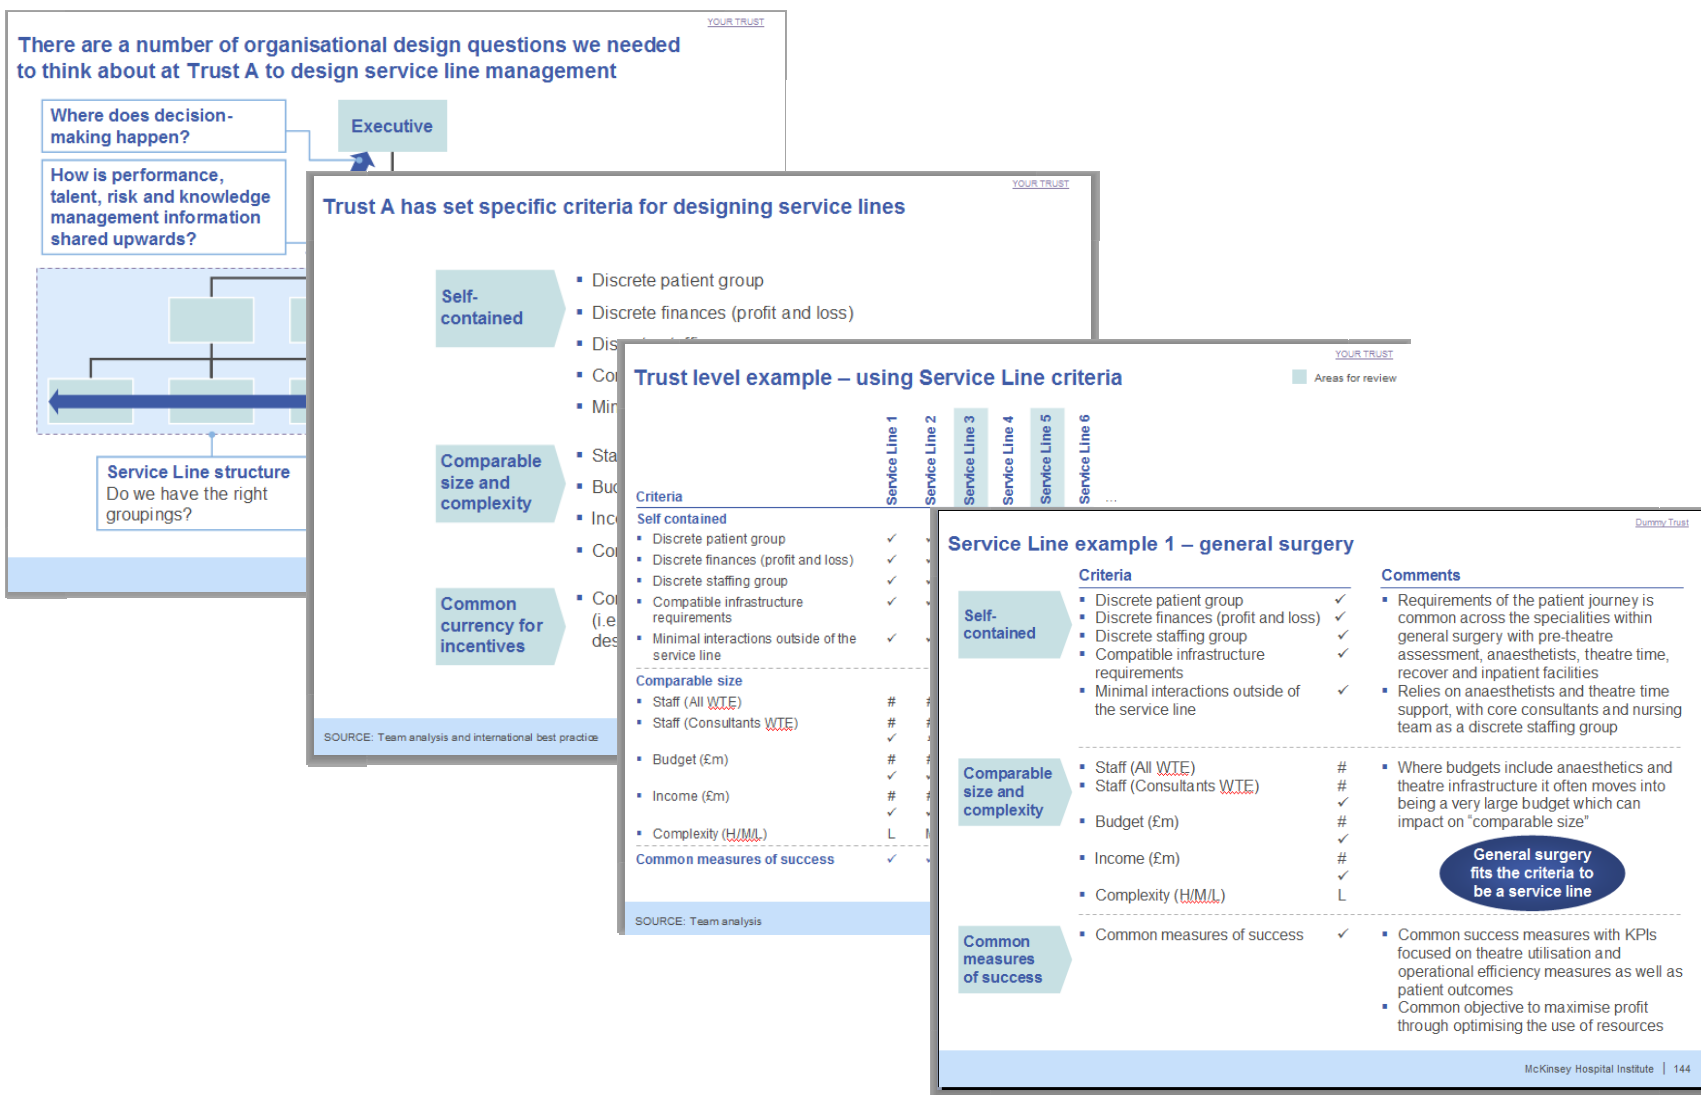 YOUR TRUST
There are a number of organisational design questions we needed
to think about at Trust A to design service line management
Where does decision-
making happen?
Executive
How is performance,
talent, risk and knowledge
management information
shared upwards?
Service Line structure
Do we have the right
groupings?
YOUR TRUST
Trust A has set specific criteria for designing service lines
Self-
contained
▪ Discrete patient group
▪ Discrete finances (profit and loss)
Comparable
size and
complexity
Common
currency for
incentives
(i.e
SOURCE: Team analysis and international best practice
YOUR TRUST
Trust level example – using Service Line criteria
Areas for review
Criteria
Service Line 1
Service Line 2
Service Line 3
Service Line 4
Service Line 5
Service Line 6
...
Self contained
▪ Discrete patient group ✓
▪ Discrete finances (profit and loss) ✓
▪ Discrete staffing group ✓
▪ Compatible infrastructure ✓
requirements
▪ Minimal interactions outside of the ✓
service line
Comparable size
▪ Staff (All WTE) #
▪ Staff (Consultants WTE) #
✓
▪ Budget (£m) #
✓
▪ Income (£m) #
✓
▪ Complexity (H/M/L) L
Common measures of success ✓
SOURCE: Team analysis
Dummy Trust
Service Line example 1 – general surgery
Criteria
Comments
Self-
contained
▪ Discrete patient group ✓
▪ Discrete finances (profit and loss) ✓
▪ Discrete staffing group ✓
▪ Compatible infrastructure ✓
requirements
▪ Minimal interactions outside of ✓
the service line
▪ Requirements of the patient journey is
common across the specialities within
general surgery with pre-theatre
assessment, anaesthetists, theatre time,
recover and inpatient facilities
▪ Relies on anaesthetists and theatre time
support, with core consultants and nursing
team as a discrete staffing group
Comparable
size and
complexity
▪ Staff (All WTE) #
▪ Staff (Consultants WTE) #
✓
▪ Budget (£m) #
✓
▪ Income (£m) #
✓
▪ Complexity (H/M/L) L
▪ Where budgets include anaesthetics and
theatre infrastructure it often moves into
being a very large budget which can
impact on “comparable size”
General surgery
fits the criteria to
be a service line
Common
measures
of success
▪ Common measures of success ✓
▪ Common success measures with KPIs
focused on theatre utilisation and
operational efficiency measures as well as
patient outcomes
▪ Common objective to maximise profit
through optimising the use of resources
McKinsey Hospital Institute | 144